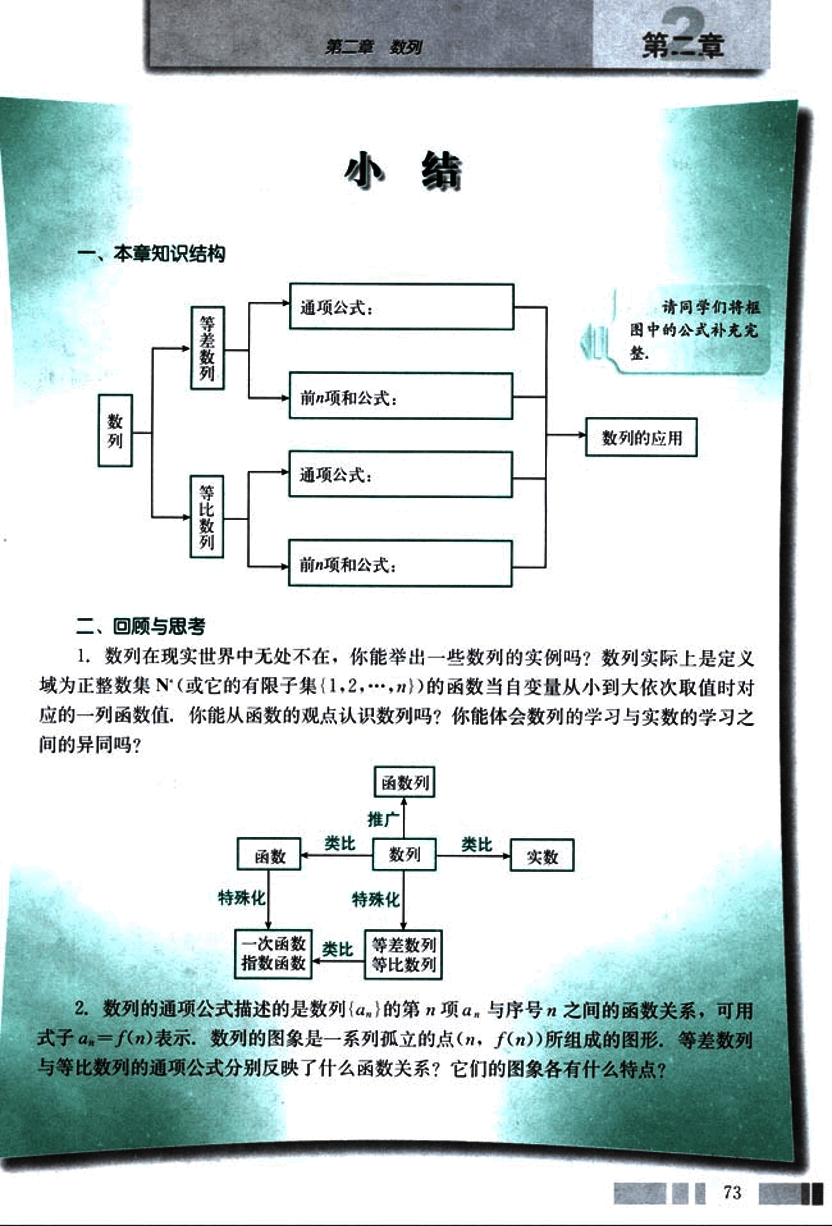 第二章 数列
第二章
小 结
一、本章知识结构
请同学们将框
图中的公式补充完
整.
数列
等差数列
通项公式:
前n项和公式:
等比数列
通项公式:
前n项和公式:
数列的应用
二、回顾与思考
1. 数列在现实世界中无处不在，你能举出一些数列的实例吗？数列实际上是定义
域为正整数集 N*(或它的有限子集{1,2,…,n})的函数当自变量从小到大依次取值时对
应的一列函数值. 你能从函数的观点认识数列吗？你能体会数列的学习与实数的学习之
间的异同吗？
函数列
推广
函数
类比
数列
类比
实数
特殊化
特殊化
一次函数
指数函数
类比
等差数列
等比数列
2. 数列的通项公式描述的是数列{aₙ}的第 n 项 aₙ 与序号 n 之间的函数关系，可用
式子 aₙ=f(n)表示. 数列的图象是一系列孤立的点(n，f(n))所组成的图形. 等差数列
与等比数列的通项公式分别反映了什么函数关系？它们的图象各有什么特点？
73